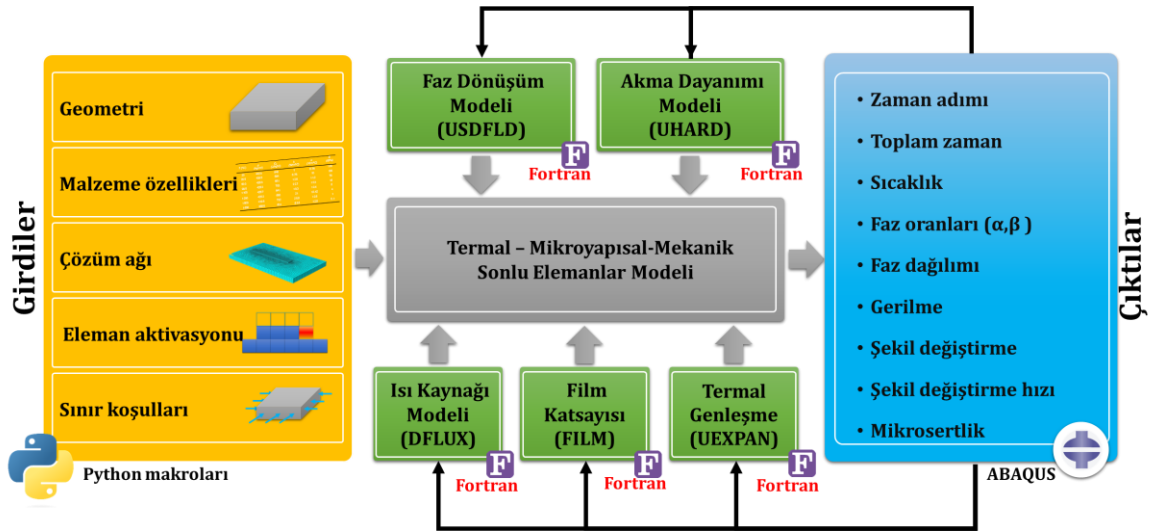 Girdiler
Geometri
Malzeme özellikleri
Çözüm ağı
Eleman aktivasyonu
Sınır koşulları
Python makroları
Faz Dönüşüm
Modeli
(USDFLD)
F
Fortran
Akma Dayanımı
Modeli
(UHARD)
F
Fortran
Termal – Mikroyapısal-Mekanik
Sonlu Elemanlar Modeli
Isı Kaynağı
Modeli
(DFLUX)
F
Fortran
Film
Katsayısı
(FILM)
F
Fortran
Termal
Genleşme
(UEXPAN)
F
Fortran
• Zaman adımı
• Toplam zaman
• Sıcaklık
• Faz oranları (α,β )
• Faz dağılımı
• Gerilme
• Şekil değiştirme
• Şekil değiştirme hızı
• Mikrosertlik
ABAQUS
Çıktılar